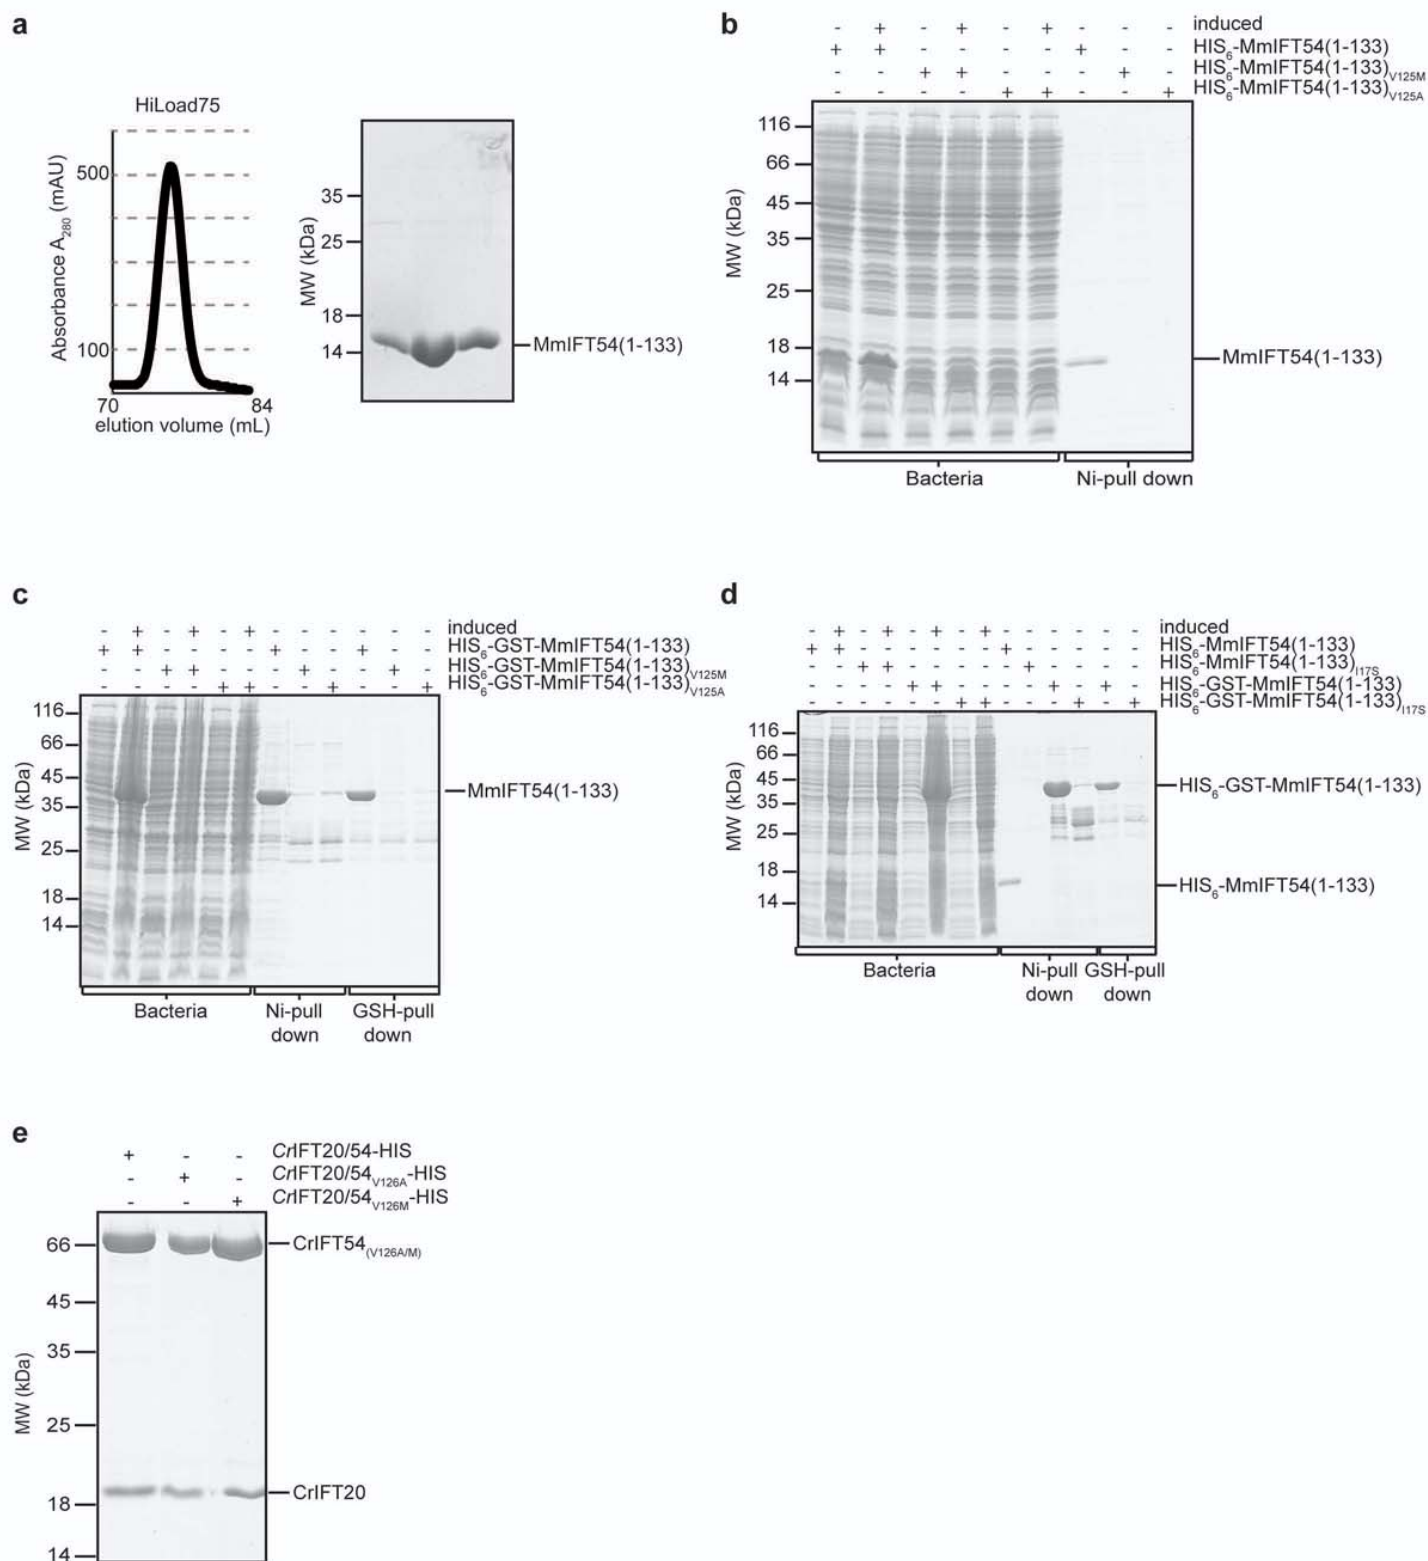 a
HiLoad75
Absorbance A280 (mAU)
500
100
70
84
elution volume (mL)
MW (kDa)
35
25
18
14
MmIFT54(1-133)
b
- + - + - + - - - induced
+ + - - - - + - - HIS6-MmIFT54(1-133)
- - + + - - - + - HIS6-MmIFT54(1-133)V125M
- - - - + + - - + HIS6-MmIFT54(1-133)V125A
MW (kDa)
116
66
45
35
25
18
14
MmIFT54(1-133)
Bacteria
Ni-pull down
c
- + - + - + - - - - - - induced
+ + - - - - + - - + - - HIS6-GST-MmIFT54(1-133)
- - + + - - - + - - + - HIS6-GST-MmIFT54(1-133)V125M
- - - - + + - - + - - + HIS6-GST-MmIFT54(1-133)V125A
MW (kDa)
116
66
45
35
25
18
14
MmIFT54(1-133)
Bacteria
Ni-pull
down
GSH-pull
down
d
- + - + - + - + - - - - - - induced
+ + - - - - - - + - - - - - HIS6-MmIFT54(1-133)
- - + + - - - - - + - - - - HIS6-MmIFT54(1-133)I17S
- - - - + + - - - - + - + - HIS6-GST-MmIFT54(1-133)
- - - - - - + + - - - + - + HIS6-GST-MmIFT54(1-133)I17S
MW (kDa)
116
66
45
35
25
18
14
HIS6-GST-MmIFT54(1-133)
HIS6-MmIFT54(1-133)
Bacteria
Ni-pull
down
GSH-pull
down
e
+ - - CrIFT20/54-HIS
- + - CrIFT20/54V126A-HIS
- - + CrIFT20/54V126M-HIS
MW (kDa)
66
45
35
25
18
14
CrIFT54(V126A/M)
CrIFT20